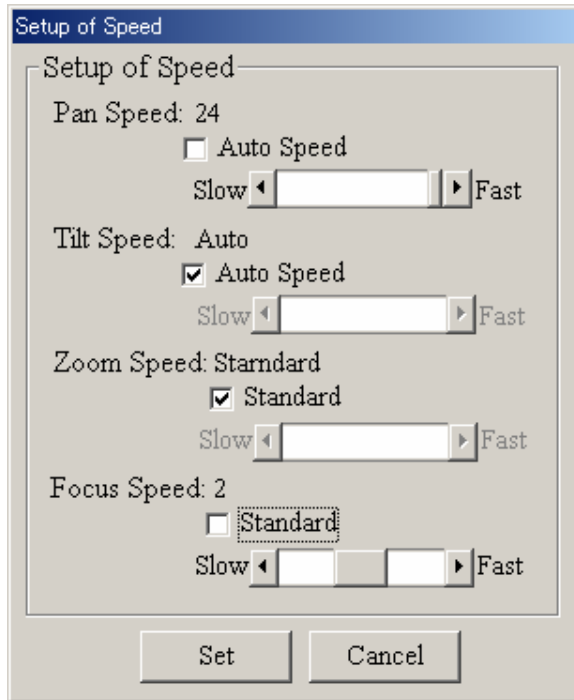 Setup of Speed
Setup of Speed
Pan Speed: 24
Auto Speed
Slow Fast
Tilt Speed: Auto
Auto Speed
Slow Fast
Zoom Speed: Starndard
Standard
Slow Fast
Focus Speed: 2
Standard
Slow Fast
Set Cancel